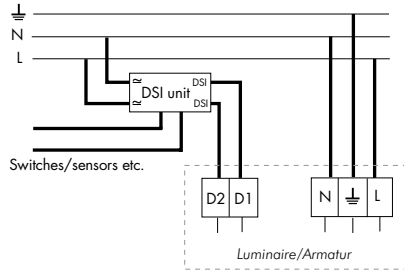 N
L
DSI
DSI unit
DSI
Switches/sensors etc.
D2 D1
N L
Luminaire/Armatur